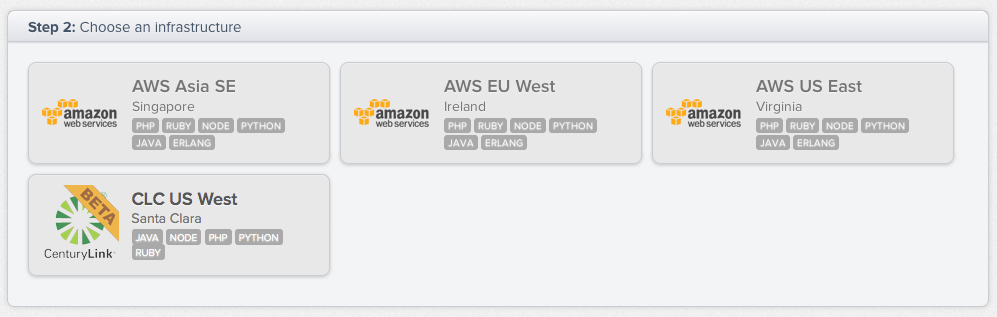 Step 2: Choose an infrastructure
amazon
web services
AWS Asia SE
Singapore
PHP RUBY NODE PYTHON
JAVA ERLANG
amazon
web services
AWS EU West
Ireland
PHP RUBY NODE PYTHON
JAVA ERLANG
amazon
web services
AWS US East
Virginia
PHP RUBY NODE PYTHON
JAVA ERLANG
BETA
CenturyLink
CLC US West
Santa Clara
JAVA NODE PHP PYTHON
RUBY